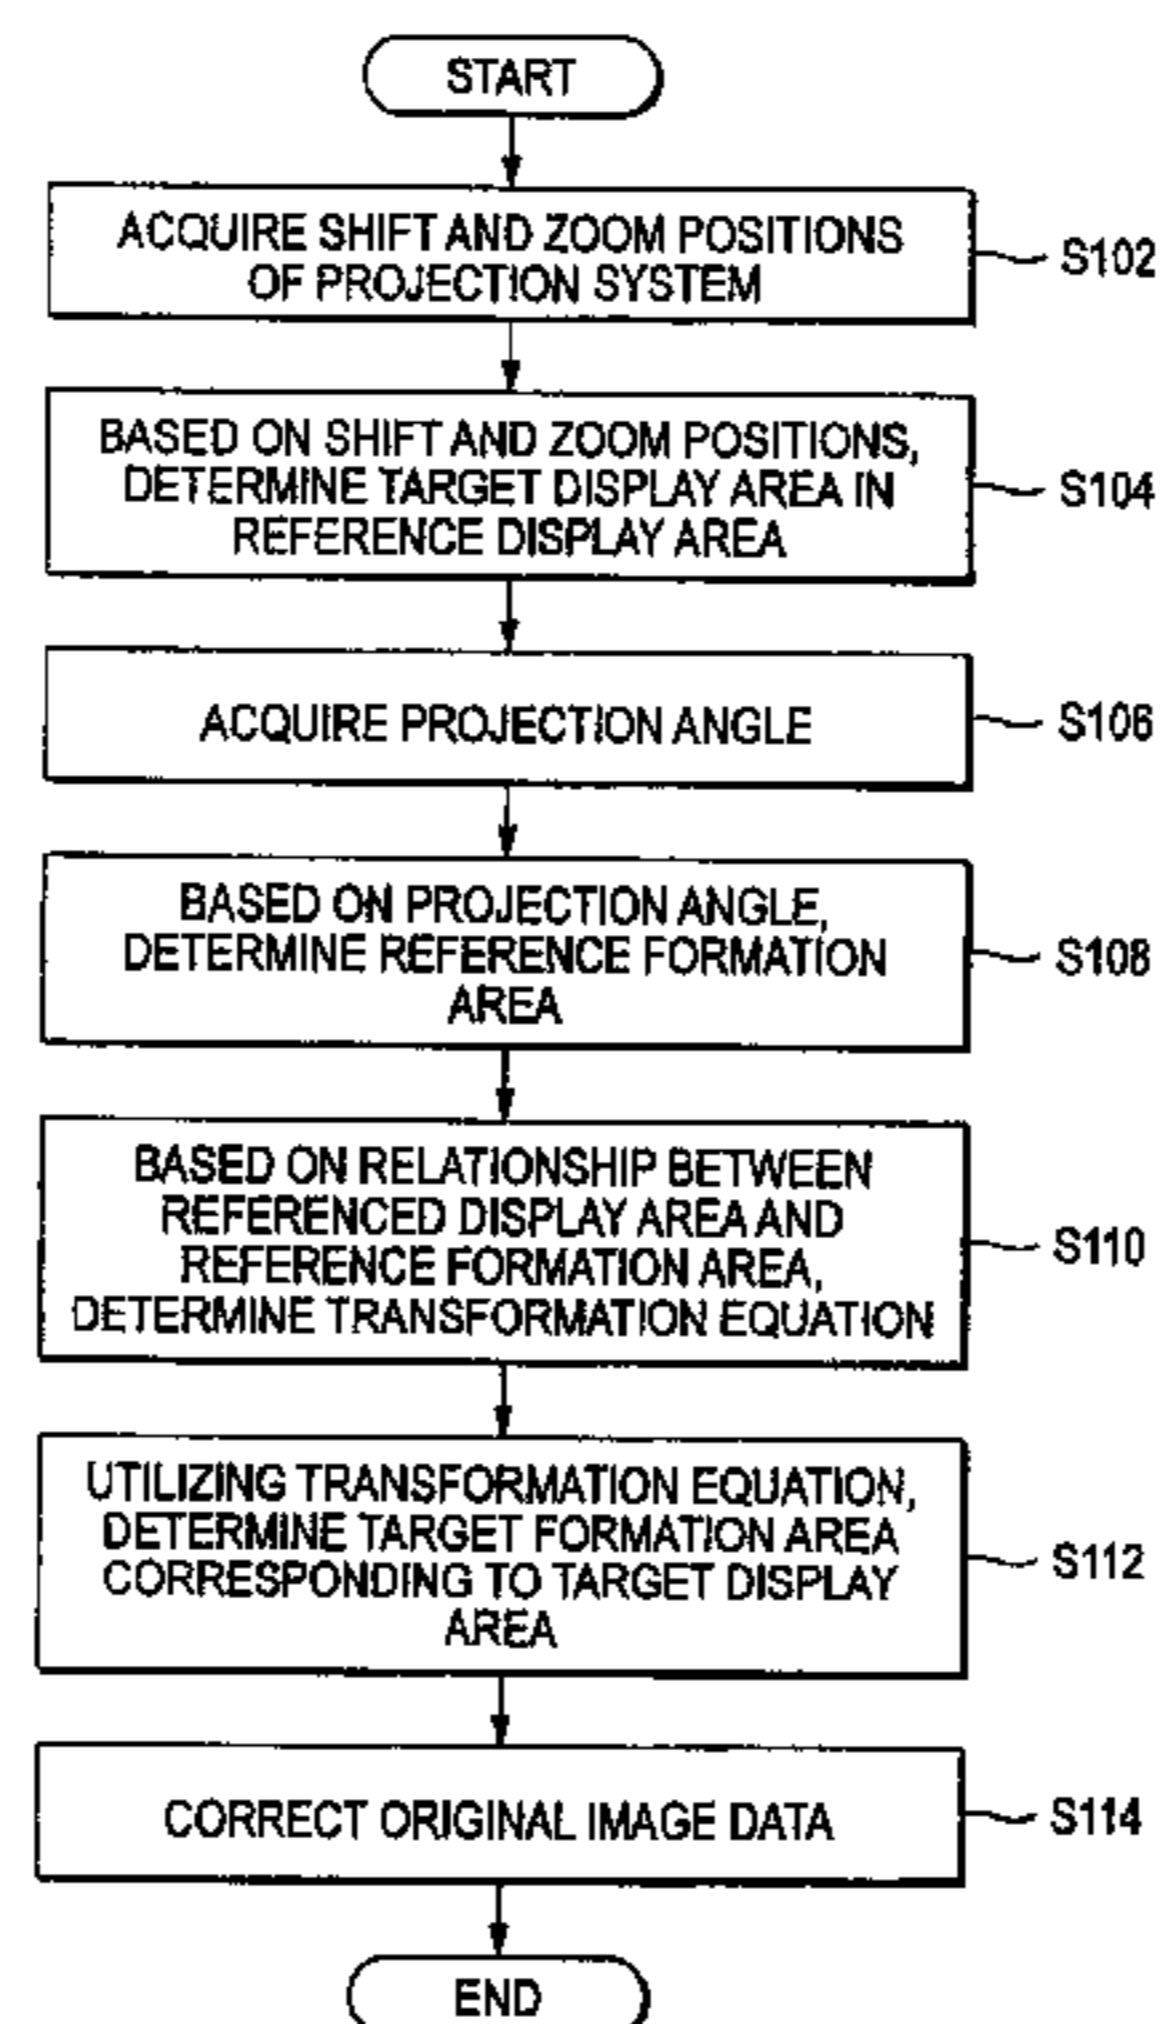 START
ACQUIRE SHIFT AND ZOOM POSITIONS
OF PROJECTION SYSTEM
S102
BASED ON SHIFT AND ZOOM POSITIONS,
DETERMINE TARGET DISPLAY AREA IN
REFERENCE DISPLAY AREA
S104
ACQUIRE PROJECTION ANGLE
S106
BASED ON PROJECTION ANGLE,
DETERMINE REFERENCE FORMATION
AREA
S108
BASED ON RELATIONSHIP BETWEEN
REFERENCED DISPLAY AREA AND
REFERENCE FORMATION AREA,
DETERMINE TRANSFORMATION EQUATION
S110
UTILIZING TRANSFORMATION EQUATION,
DETERMINE TARGET FORMATION AREA
CORRESPONDING TO TARGET DISPLAY
AREA
S112
CORRECT ORIGINAL IMAGE DATA
S114
END